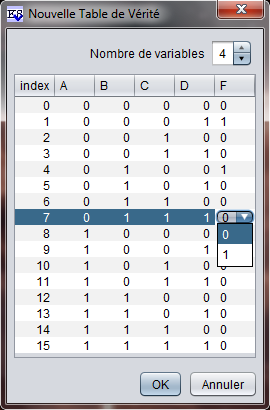 Nouvelle Table de Vérité
Nombre de variables 4
index A B C D F
0 0 0 0 0 0
1 0 0 0 1 1
2 0 0 1 0 0
3 0 0 1 1 0
4 0 1 0 0 1
5 0 1 0 1 0
6 0 1 1 0 0
7 0 1 1 1 0
8 1 0 0 0 0
9 1 0 0 1 1
10 1 0 1 0
11 1 0 1 1 0
12 1 1 0 0 0
13 1 1 0 1 0
14 1 1 1 0 0
15 1 1 1 1 0
OK Annuler